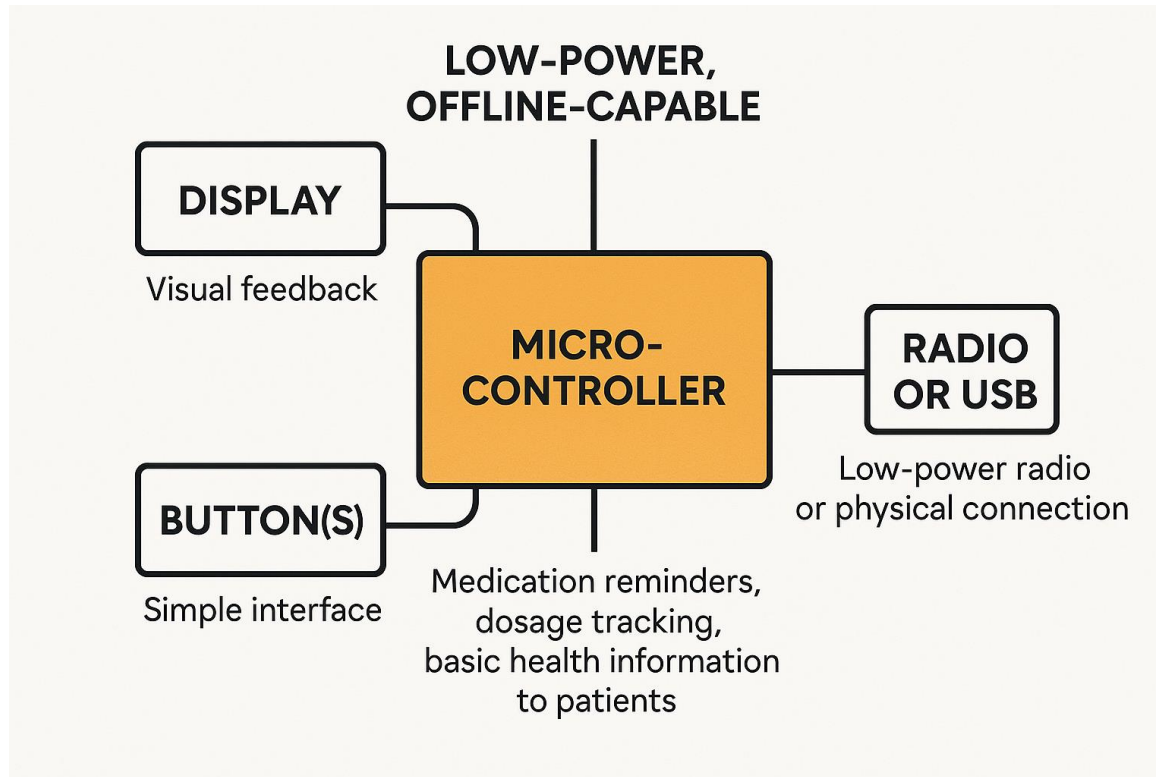 LOW-POWER,
OFFLINE-CAPABLE
DISPLAY
Visual feedback
MICRO-
CONTROLLER
RADIO
OR USB
Low-power radio
or physical connection
BUTTON(S)
Simple interface
Medication reminders,
dosage tracking,
basic health information
to patients